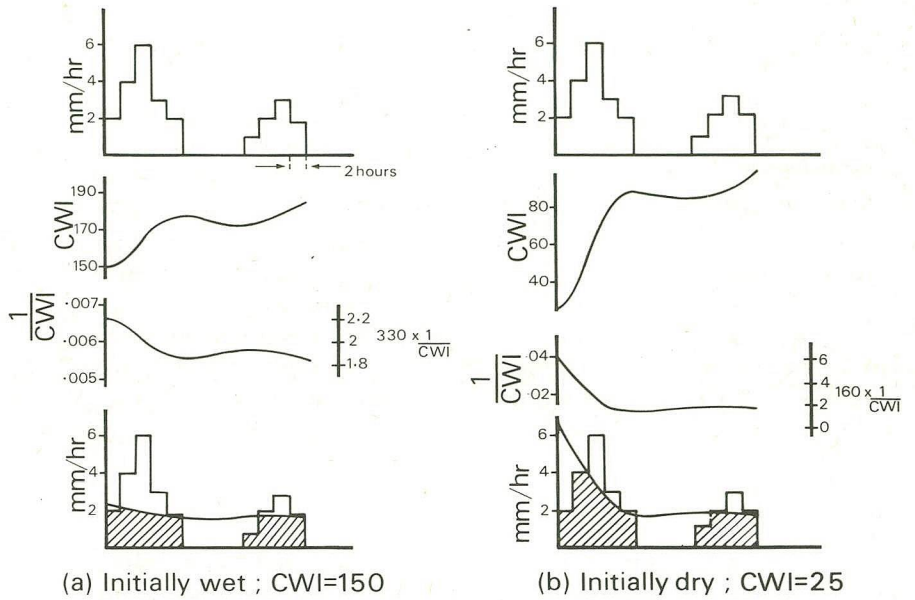 mm/hr
6
4
2
2 hours
CWI
190
170
150
1
CWI
·007
·006
·005
2·2
2
1·8
330 x 1
CWI
mm/hr
6
4
2
(a) Initially wet ; CWI=150
mm/hr
6
4
2
CWI
80
60
40
1
CWI
·04
·02
6
4
2
0
160 x 1
CWI
mm/hr
6
4
2
(b) Initially dry ; CWI=25